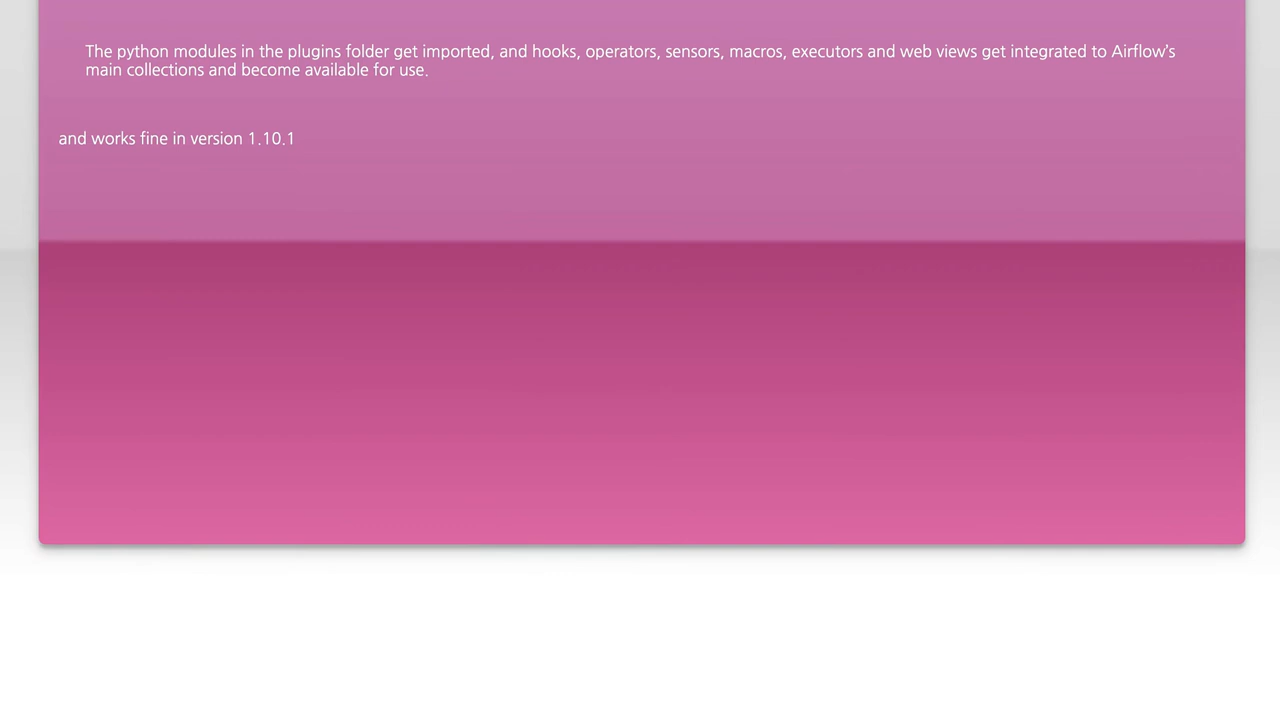 The python modules in the plugins folder get imported, and hooks, operators, sensors, macros, executors and web views get integrated to Airflow's
main collections and become available for use.
and works fine in version 1.10.1